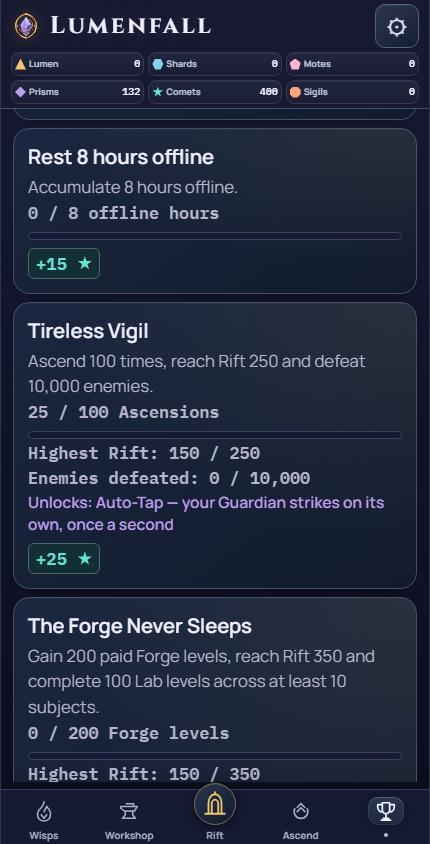 LUMENFALL
Lumen 0
Shards 0
Motes 0
Prisms 132
Comets 400
Sigils 0
Rest 8 hours offline
Accumulate 8 hours offline.
0 / 8 offline hours
+15 ★
Tireless Vigil
Ascend 100 times, reach Rift 250 and defeat
10,000 enemies.
25 / 100 Ascensions
Highest Rift: 150 / 250
Enemies defeated: 0 / 10,000
Unlocks: Auto-Tap — your Guardian strikes on its
own, once a second
+25 ★
The Forge Never Sleeps
Gain 200 paid Forge levels, reach Rift 350 and
complete 100 Lab levels across at least 10
subjects.
0 / 200 Forge levels
Highest Rift: 150 / 350
Wisps
Workshop
Rift
Ascend